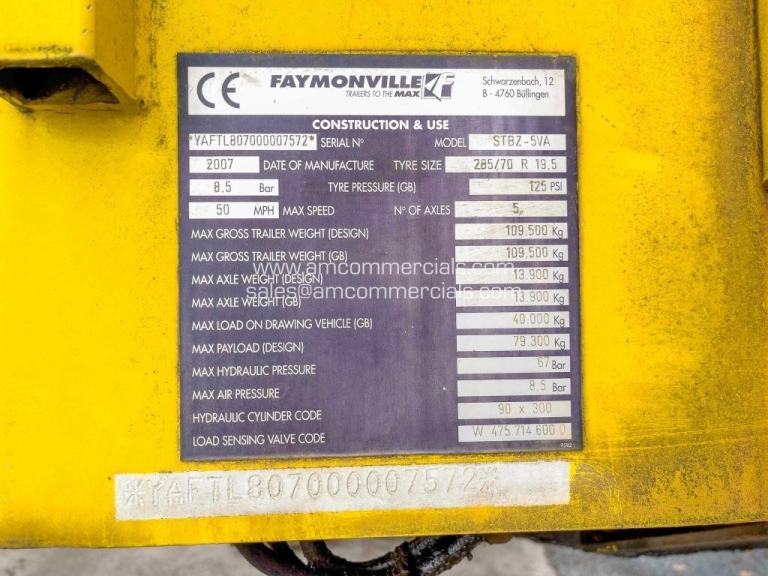 CE FAYMONVILLE Schwarzenbach, 12
TRAILERS TO THE MAX B - 4760 Büllingen
CONSTRUCTION & USE
*YAFTL807000007572* SERIAL Nº MODEL STBZ-5VA
2007 DATE OF MANUFACTURE TYRE SIZE 285/70 R 19.5
8.5 Bar TYRE PRESSURE (GB) 125 PSI
50 MPH MAX SPEED Nº OF AXLES 5
MAX GROSS TRAILER WEIGHT (DESIGN) 109.500 Kg
MAX GROSS TRAILER WEIGHT (GB) 109.500 Kg
www.amcommercials.com
MAX AXLE WEIGHT (DESIGN) 13.900 Kg
sales@amcommercials.com
MAX AXLE WEIGHT (GB) 13.900 Kg
MAX LOAD ON DRAWING VEHICLE (GB) 40.000 Kg
MAX PAYLOAD (DESIGN) 79.300 Kg
MAX HYDRAULIC PRESSURE 67 Bar
MAX AIR PRESSURE 8.5 Bar
HYDRAULIC CYLINDER CODE 90 x 300
LOAD SENSING VALVE CODE W 475.714.600 0
*YAFTL807000007572*